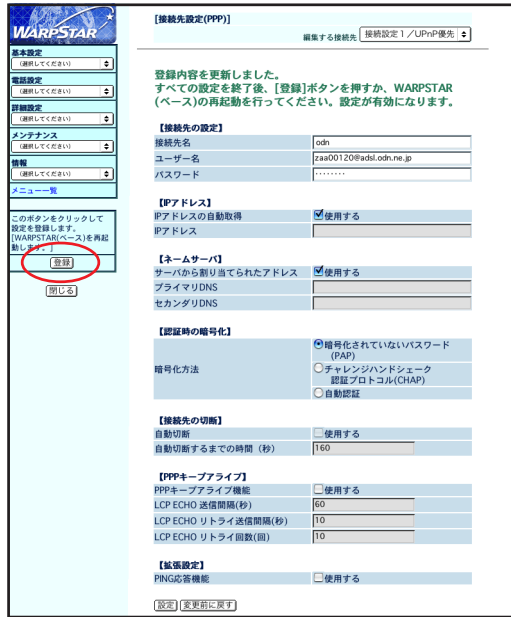 WARPSTAR
基本設定
(選択してください)
電話設定
(選択してください)
詳細設定
(選択してください)
メンテナンス
(選択してください)
情報
(選択してください)
メニュー一覧
このボタンをクリックして
設定を登録します。
[WARPSTAR(ベース)を再起
動します。]
登録
閉じる
[接続先設定(PPP)]
編集する接続先 接続設定1／UPnP優先
登録内容を更新しました。
すべての設定を終了後、[登録]ボタンを押すか、WARPSTAR
(ベース)の再起動を行ってください。設定が有効になります。
【接続先の設定】
接続先名 odn
ユーザー名 zaa00120@adsl.odn.ne.jp
パスワード ········
【IPアドレス】
IPアドレスの自動取得 使用する
IPアドレス
【ネームサーバ】
サーバから割り当てられたアドレス 使用する
プライマリDNS
セカンダリDNS
【認証時の暗号化】
暗号化方法
暗号化されていないパスワード
(PAP)
チャレンジハンドシェーク
認証プロトコル(CHAP)
自動認証
【接続先の切断】
自動切断 使用する
自動切断するまでの時間（秒） 160
【PPPキープアライブ】
PPPキープアライブ機能 使用する
LCP ECHO 送信間隔(秒) 60
LCP ECHO リトライ送信間隔(秒) 10
LCP ECHO リトライ回数(回) 10
【拡張設定】
PING応答機能 使用する
設定 変更前に戻す